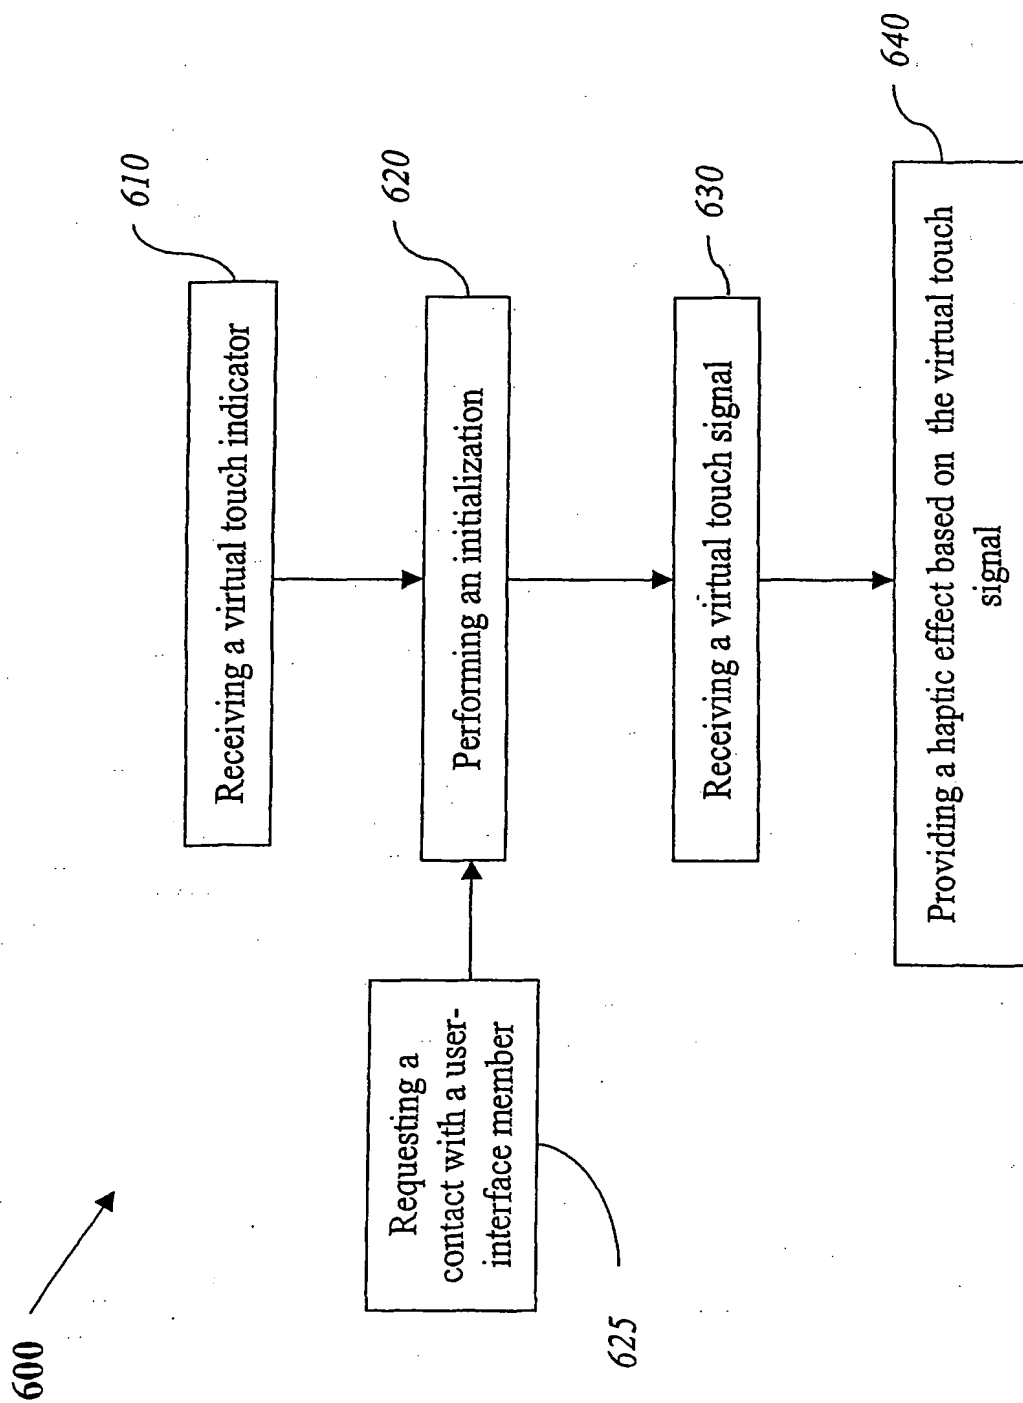 600
610
Receiving a virtual touch indicator
620
Performing an initialization
Requesting a
contact with a user-
interface member
625
630
Receiving a virtual touch signal
640
Providing a haptic effect based on the virtual touch
signal